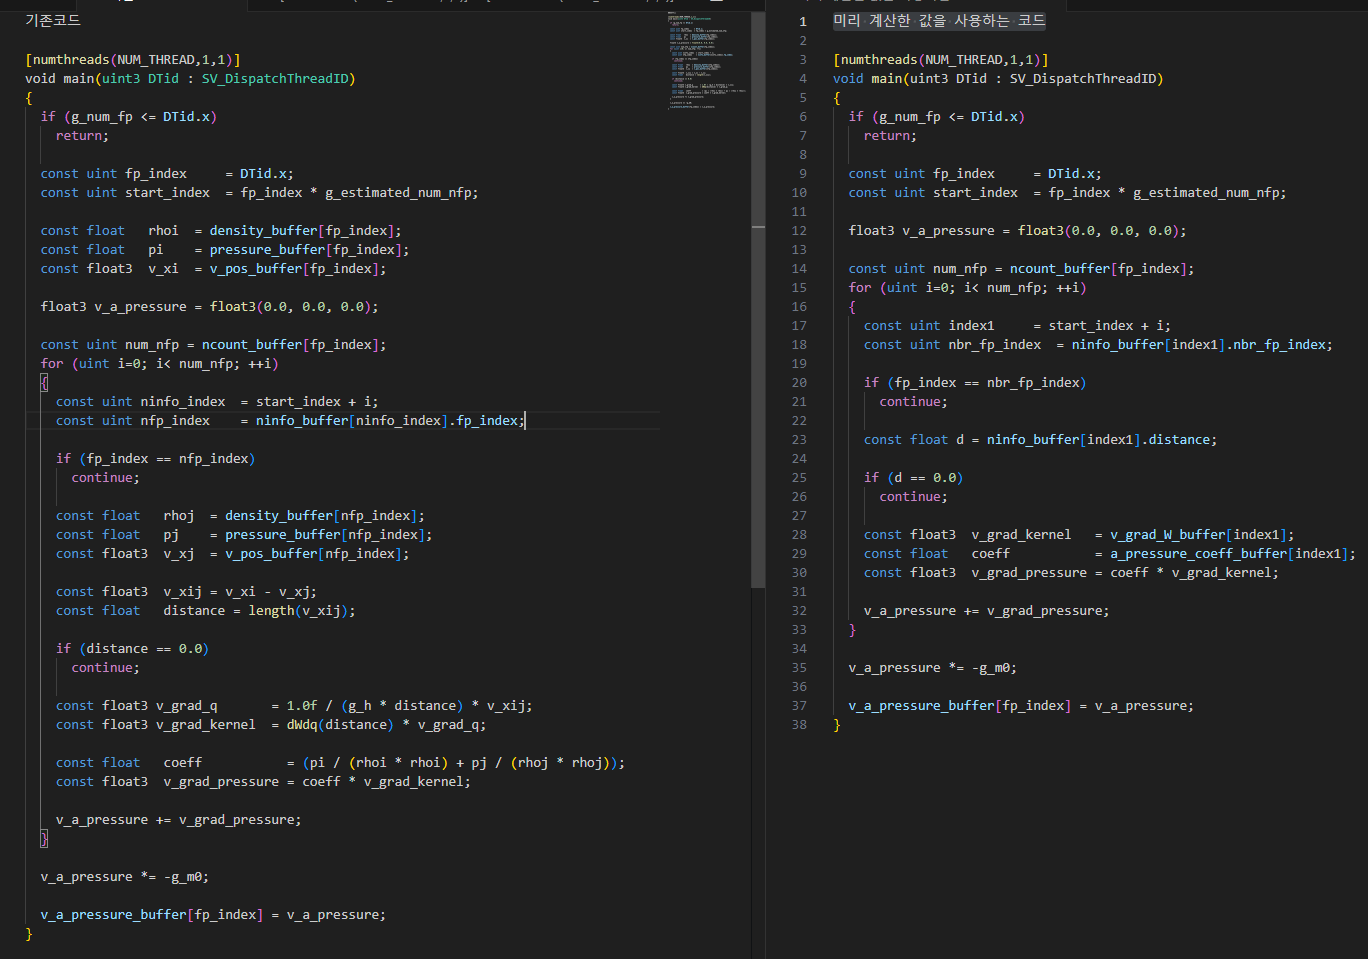 기존코드
[numthreads(NUM_THREAD,1,1)]
void main(uint3 DTid : SV_DispatchThreadID)
{
  if (g_num_fp <= DTid.x)
    return;
  const uint fp_index     = DTid.x;
  const uint start_index  = fp_index * g_estimated_num_nfp;
  const float   rhoi  = density_buffer[fp_index];
  const float   pi    = pressure_buffer[fp_index];
  const float3  v_xi  = v_pos_buffer[fp_index];
  float3 v_a_pressure = float3(0.0, 0.0, 0.0);
  const uint num_nfp = ncount_buffer[fp_index];
  for (uint i=0; i< num_nfp; ++i)
  {
    const uint ninfo_index  = start_index + i;
    const uint nfp_index    = ninfo_buffer[ninfo_index].fp_index;
    if (fp_index == nfp_index)
      continue;
    const float   rhoj  = density_buffer[nfp_index];
    const float   pj    = pressure_buffer[nfp_index];
    const float3  v_xj  = v_pos_buffer[nfp_index];
    const float3  v_xij = v_xi - v_xj;
    const float   distance = length(v_xij);
    if (distance == 0.0)
      continue;
    const float3 v_grad_q       = 1.0f / (g_h * distance) * v_xij;
    const float3 v_grad_kernel  = dWdq(distance) * v_grad_q;
    const float   coeff           = (pi / (rhoi * rhoi) + pj / (rhoj * rhoj));
    const float3  v_grad_pressure = coeff * v_grad_kernel;
    v_a_pressure += v_grad_pressure;
  }
  v_a_pressure *= -g_m0;
  v_a_pressure_buffer[fp_index] = v_a_pressure;
}
1 미리 계산한 값을 사용하는 코드
2
3 [numthreads(NUM_THREAD,1,1)]
4 void main(uint3 DTid : SV_DispatchThreadID)
5 {
6   if (g_num_fp <= DTid.x)
7     return;
8
9   const uint fp_index     = DTid.x;
10   const uint start_index  = fp_index * g_estimated_num_nfp;
11
12   float3 v_a_pressure = float3(0.0, 0.0, 0.0);
13
14   const uint num_nfp = ncount_buffer[fp_index];
15   for (uint i=0; i< num_nfp; ++i)
16   {
17     const uint index1     = start_index + i;
18     const uint nbr_fp_index  = ninfo_buffer[index1].nbr_fp_index;
19
20     if (fp_index == nbr_fp_index)
21       continue;
22
23     const float d = ninfo_buffer[index1].distance;
24
25     if (d == 0.0)
26       continue;
27
28     const float3  v_grad_kernel   = v_grad_W_buffer[index1];
29     const float   coeff           = a_pressure_coeff_buffer[index1];
30     const float3  v_grad_pressure = coeff * v_grad_kernel;
31
32     v_a_pressure += v_grad_pressure;
33   }
34
35   v_a_pressure *= -g_m0;
36
37   v_a_pressure_buffer[fp_index] = v_a_pressure;
38 }